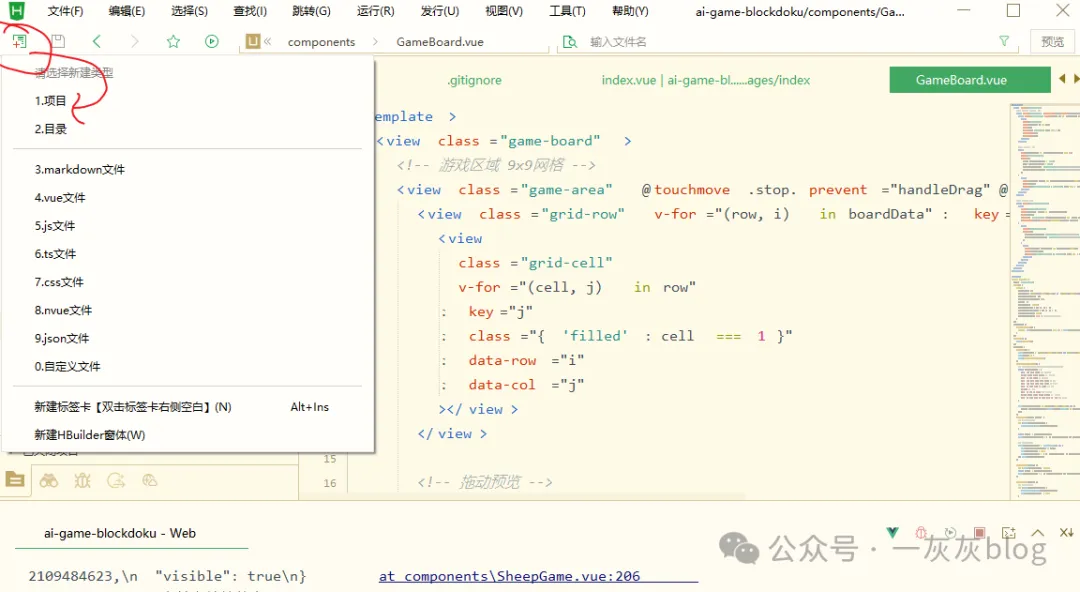 文件(F) 编辑(E) 选择(S) 查找(I) 跳转(G) 运行(R) 发行(U) 视图(V) 工具(T) 帮助(Y) ai-game-blockdoku/components/Ga...
U components GameBoard.vue 输入文件名 预览
请选择新建类型
1.项目
2.目录
3.markdown文件
4.vue文件
5.js文件
6.ts文件
7.css文件
8.nvue文件
9.json文件
0.自定义文件
新建标签卡【双击标签卡右侧空白】(N) Alt+Ins
新建HBuilder窗体(W)
.gitignore index.vue | ai-game-bl......ages/index GameBoard.vue
emplate >
<view class ="game-board" >
<!-- 游戏区域 9x9网格 -->
<view class ="game-area" @touchmove .stop. prevent ="handleDrag" @
<view class ="grid-row" v-for ="(row, i) in boardData" : key =
<view
class ="grid-cell"
v-for ="(cell, j) in row"
: key ="j"
: class ="{ 'filled' : cell === 1 }"
: data-row ="i"
: data-col ="j"
></ view >
</ view >
15
16 <!-- 拖动预览 -->
ai-game-blockdoku - Web
2109484623,\n "visible": true\n} at components\SheepGame.vue:206
公众号 · 一灰灰blog